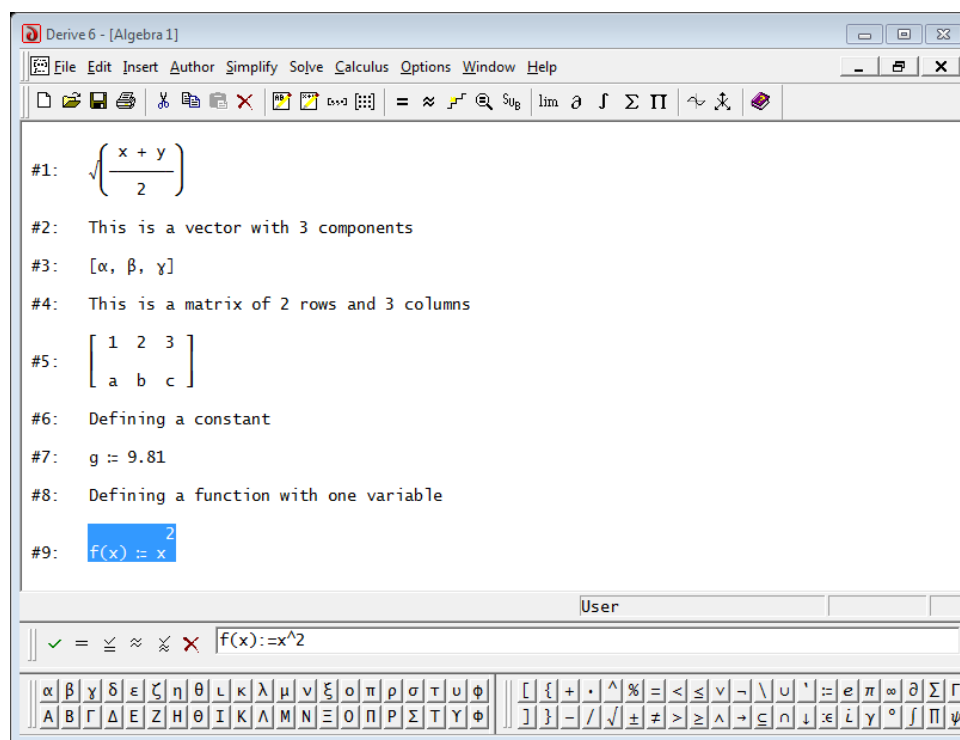 Derive 6 - [Algebra 1]
File Edit Insert Author Simplify Solve Calculus Options Window Help
= ≈ Sub lim ∂ ∫ Σ Π
#1: √((x + y)/2)
#2: This is a vector with 3 components
#3: [α, β, γ]
#4: This is a matrix of 2 rows and 3 columns
#5: [1 2 3
a b c]
#6: Defining a constant
#7: g := 9.81
#8: Defining a function with one variable
#9: f(x) := x^2
User
f(x):=x^2
α β γ δ ε ζ η θ ι κ λ μ ν ξ ο π ρ σ τ υ φ [ { + · ^ % = < ≤ ∨ ¬ \ ∪ ' := e π ∞ ∂ Σ Γ
Α Β Γ Δ Ε Ζ Η Θ Ι Κ Λ Μ Ν Ξ Ο Π Ρ Σ Τ Υ Φ ] } - / √ ± ≠ > ≥ ∧ → ⊆ ∩ ↓ :∈ i γ ° ∫ Π ψ